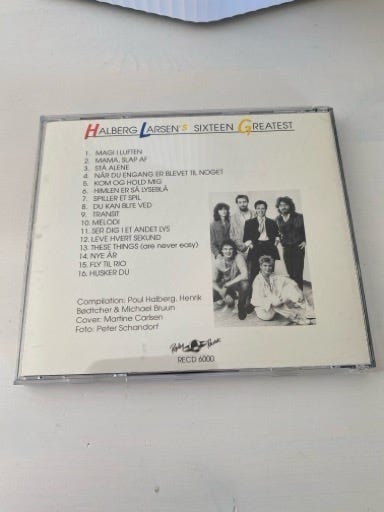 HALBERG LARSEN'S SIXTEEN GREATEST
1. MAGI I LUFTEN
2. MAMA, SLAP AF
3. STÅ ALENE
4. NÅR DU ENGANG ER BLEVET TIL NOGET
5. KOM OG HOLD MIG
6. HIMLEN ER SÅ LYSEBLÅ
7. SPILLER ET SPIL
8. DU KAN BLI'E VED
9. TRANSIT
10. MELODI
11. SER DIG I ET ANDET LYS
12. LEVE HVERT SEKUND
13. THESE THINGS (are never easy)
14. NYE ÅR
15. FLY TIL RIO
16. HUSKER DU
Compilation: Poul Halberg, Henrik
Bødtcher & Michael Bruun
Cover: Martine Carlsen
Foto: Peter Schandorf
RECD 6000